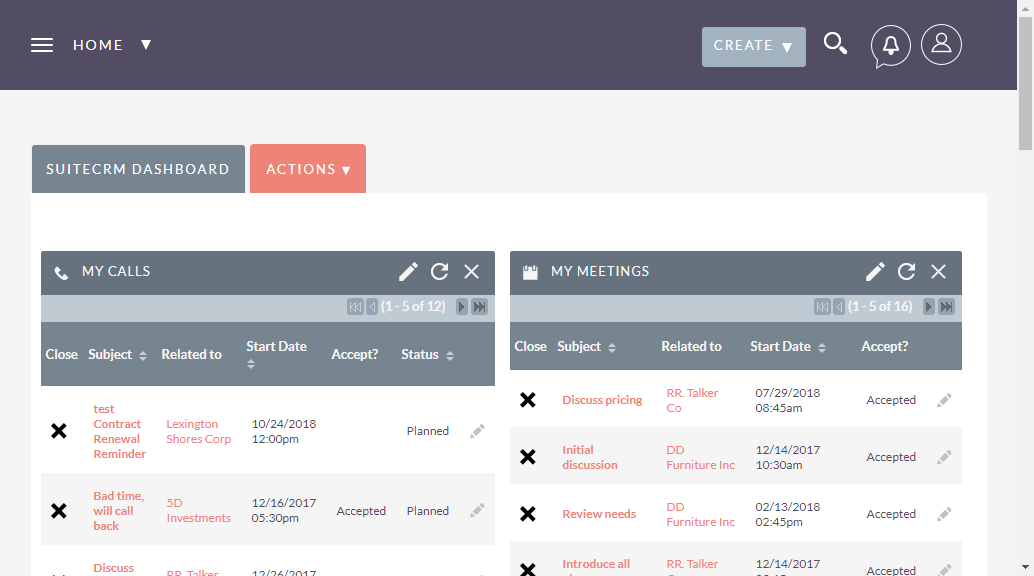 HOME ▼
CREATE ▼
SUITECRM DASHBOARD
ACTIONS ▼
MY CALLS
(1 - 5 of 12)
Close Subject Related to Start Date Accept? Status
test
Contract
Renewal
Reminder
Lexington
Shores Corp
10/24/2018
12:00pm
Planned
Bad time,
will call
back
5D
Investments
12/16/2017
05:30pm
Accepted
Planned
Discuss
RR. Talker
12/26/2017
MY MEETINGS
(1 - 5 of 16)
Close Subject Related to Start Date Accept?
Discuss pricing
RR. Talker
Co
07/29/2018
08:45am
Accepted
Initial
discussion
DD
Furniture Inc
12/14/2017
10:30am
Accepted
Review needs
DD
Furniture Inc
02/13/2018
02:45pm
Accepted
Introduce all
RR. Talker
12/14/2017
Accepted